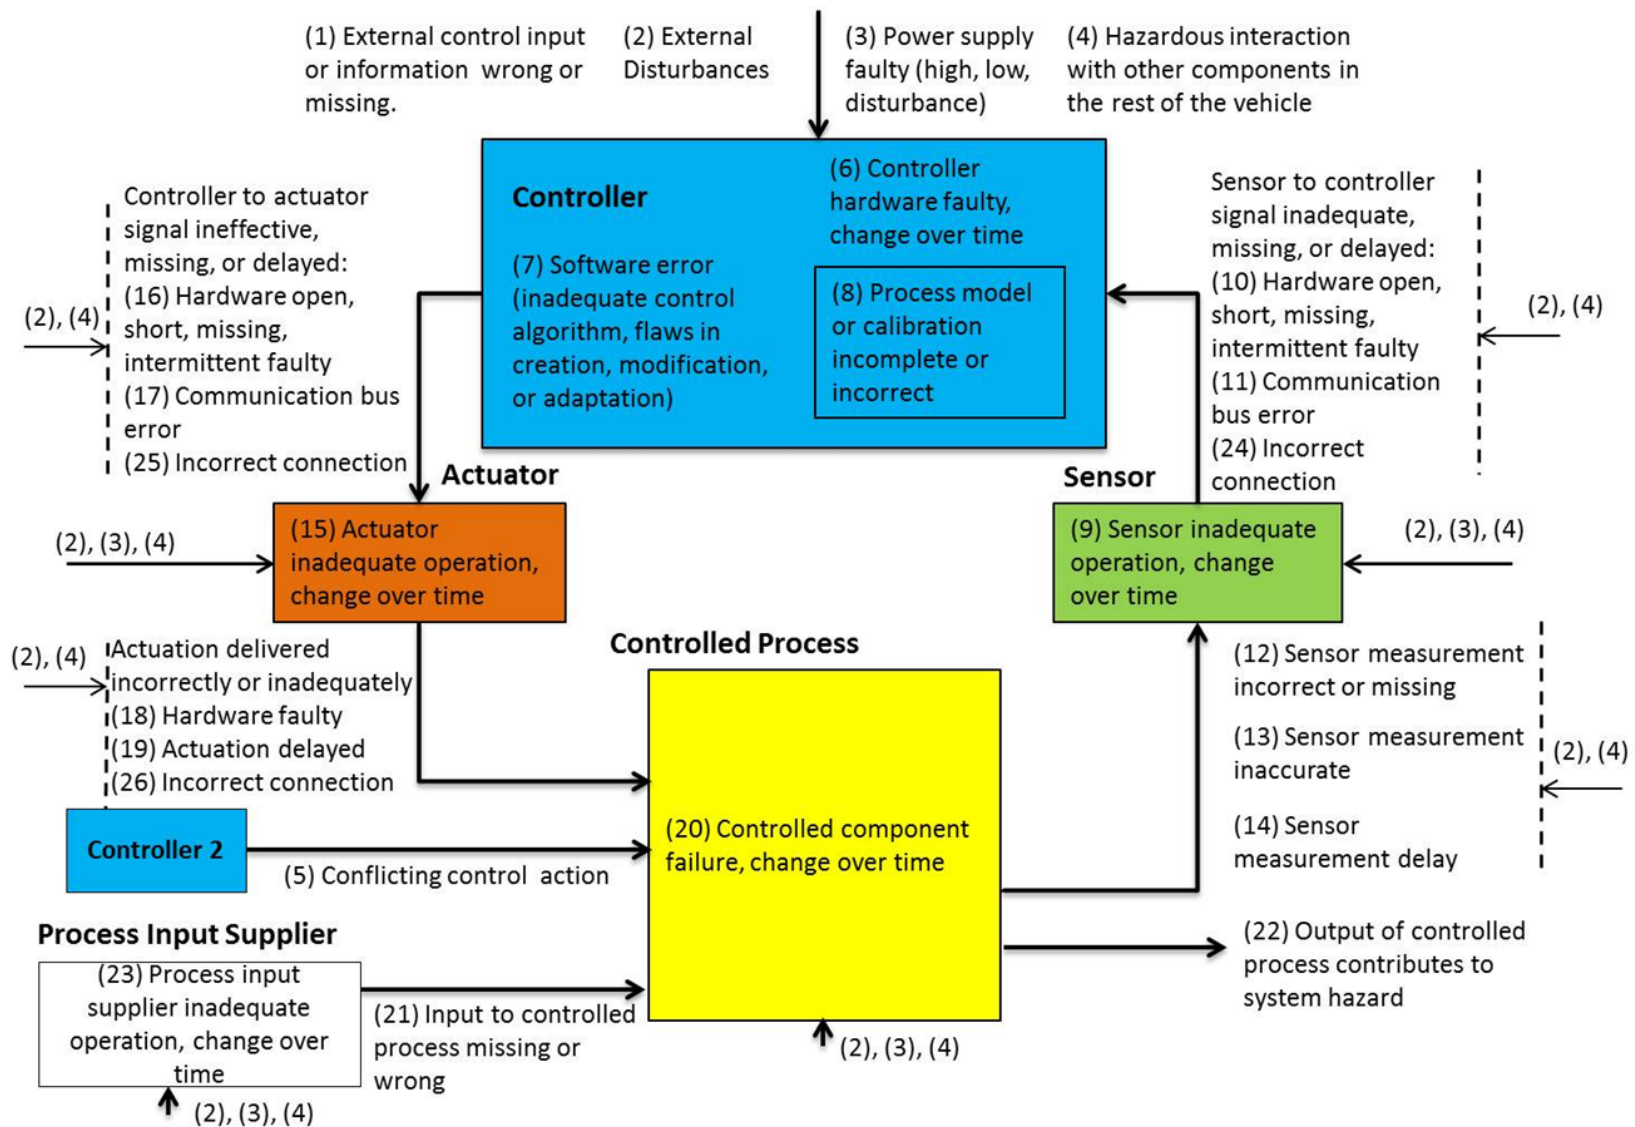 (1) External control input
or information wrong or
missing.
(2) External
Disturbances
(3) Power supply
faulty (high, low,
disturbance)
(4) Hazardous interaction
with other components in
the rest of the vehicle
Controller
(6) Controller
hardware faulty,
change over time
(7) Software error
(inadequate control
algorithm, flaws in
creation, modification,
or adaptation)
(8) Process model
or calibration
incomplete or
incorrect
Controller to actuator
signal ineffective,
missing, or delayed:
(16) Hardware open,
short, missing,
intermittent faulty
(17) Communication bus
error
(25) Incorrect connection
(2), (4)
Sensor to controller
signal inadequate,
missing, or delayed:
(10) Hardware open,
short, missing,
intermittent faulty
(11) Communication
bus error
(24) Incorrect
connection
(2), (4)
Actuator
(15) Actuator
inadequate operation,
change over time
(2), (3), (4)
Sensor
(9) Sensor inadequate
operation, change
over time
(2), (3), (4)
(2), (4)
Actuation delivered
incorrectly or inadequately
(18) Hardware faulty
(19) Actuation delayed
(26) Incorrect connection
Controlled Process
(20) Controlled component
failure, change over time
(12) Sensor measurement
incorrect or missing
(13) Sensor measurement
inaccurate
(14) Sensor
measurement delay
(2), (4)
Controller 2
(5) Conflicting control action
Process Input Supplier
(23) Process input
supplier inadequate
operation, change over
time
(2), (3), (4)
(21) Input to controlled
process missing or
wrong
(2), (3), (4)
(22) Output of controlled
process contributes to
system hazard